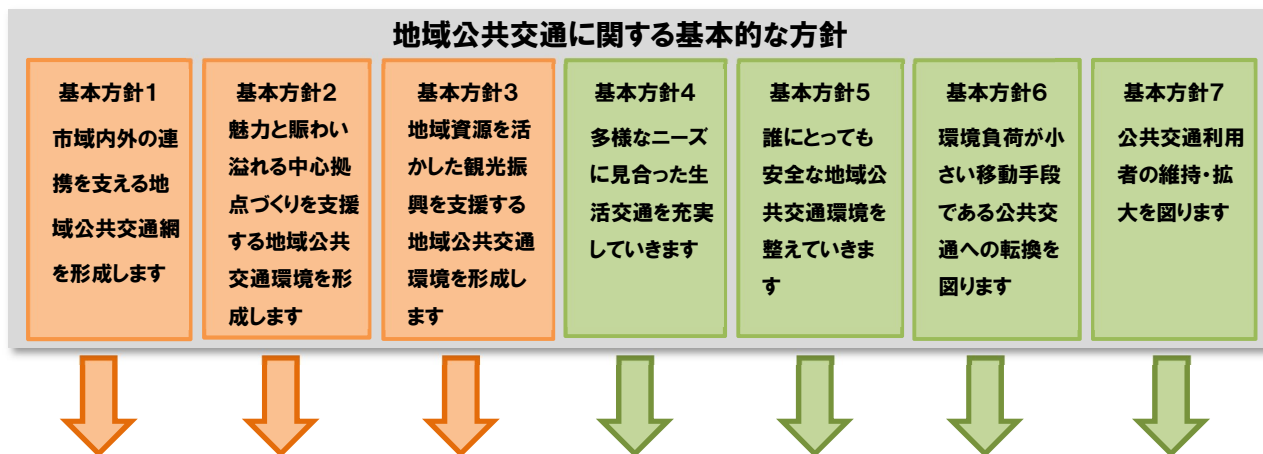 地域公共交通に関する基本的な方針
基本方針1
市域内外の連
携を支える地
域公共交通網
を形成します
基本方針2
魅力と賑わい
溢れる中心拠
点づくりを支援
する地域公共
交通環境を形
成します
基本方針3
地域資源を活
かした観光振
興を支援する
地域公共交通
環境を形成し
ます
基本方針4
多様なニーズ
に見合った生
活交通を充実
していきます
基本方針5
誰にとっても
安全な地域公
共交通環境を
整えていきま
す
基本方針6
環境負荷が小
さい移動手段
である公共交
通への転換を
図ります
基本方針7
公共交通利用
者の維持・拡
大を図ります